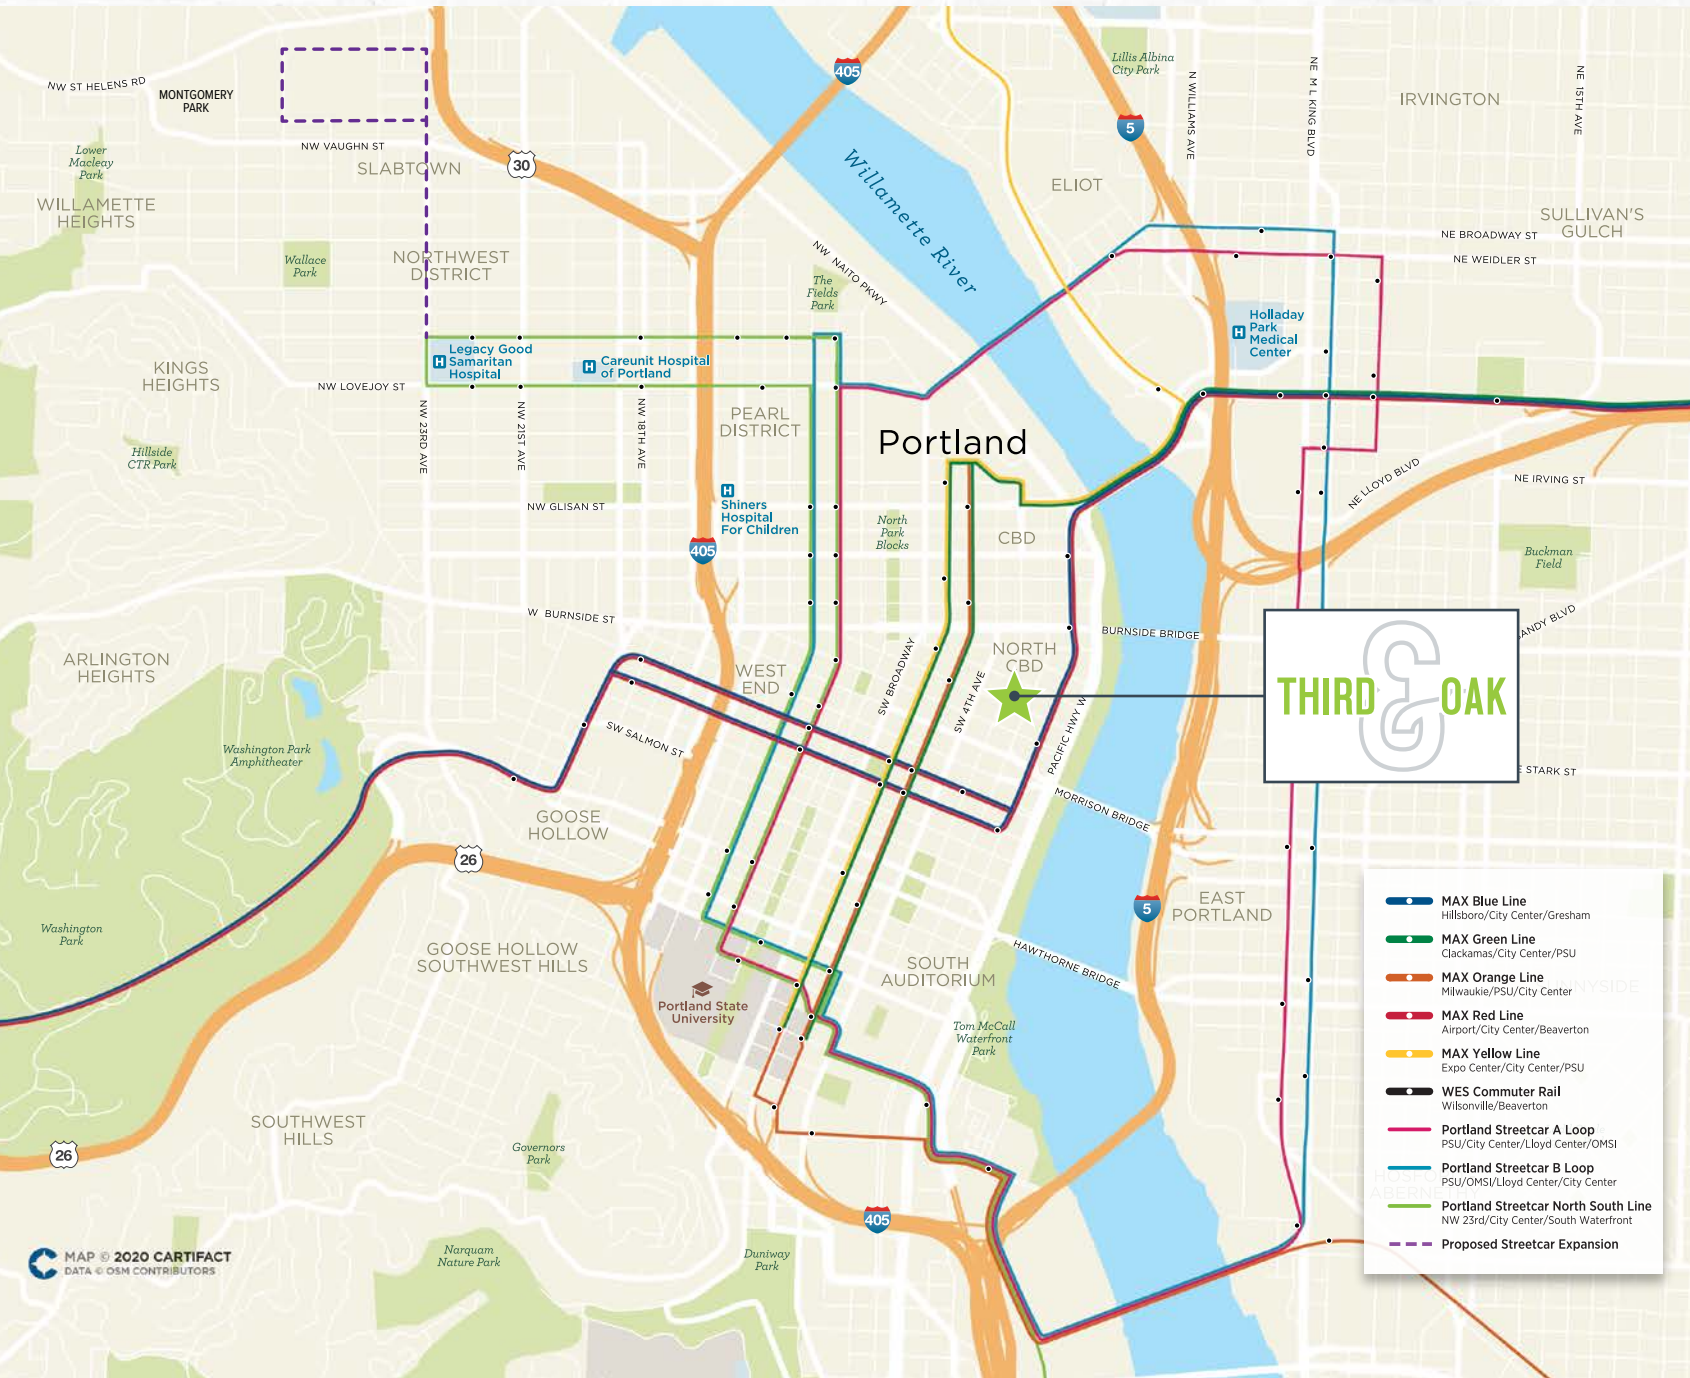 NW ST HELENS RD
MONTGOMERY
PARK
405
Lillis Albina
City Park
N WILLIAMS AVE
NE M L KING BLVD
NE 15TH AVE
IRVINGTON
5
Lower
Macleay
Park
NW VAUGHN ST
SLABTOWN
30
Willamette River
ELIOT
WILLAMETTE
HEIGHTS
SULLIVAN'S
GULCH
NE BROADWAY ST
NE WEIDLER ST
Wallace
Park
NORTHWEST
DISTRICT
NW NAITO PKWY
The
Fields
Park
H
Holladay
Park
Medical
Center
H
Legacy Good
Samaritan
Hospital
H
Careunit Hospital
of Portland
KINGS
HEIGHTS
NW LOVEJOY ST
NW 23RD AVE
NW 21ST AVE
NW 18TH AVE
PEARL
DISTRICT
Portland
Hillside
CTR Park
NW GLISAN ST
H
Shiners
Hospital
For Children
North
Park
Blocks
CBD
NE LLOYD BLVD
NE IRVING ST
405
Buckman
Field
W BURNSIDE ST
BURNSIDE BRIDGE
SANDY BLVD
ARLINGTON
HEIGHTS
WEST
END
SW BROADWAY
SW 4TH AVE
NORTH
CBD
PACIFIC HWY W
THIRD & OAK
SW SALMON ST
Washington Park
Amphitheater
E STARK ST
MORRISON BRIDGE
GOOSE
HOLLOW
26
5
EAST
PORTLAND
Washington
Park
GOOSE HOLLOW
SOUTHWEST HILLS
SOUTH
AUDITORIUM
HAWTHORNE BRIDGE
Portland State
University
Tom McCall
Waterfront
Park
SOUTHWEST
HILLS
26
Governors
Park
405
Narquam
Nature Park
Duniway
Park
MAX Blue Line
Hillsboro/City Center/Gresham
MAX Green Line
Clackamas/City Center/PSU
MAX Orange Line
Milwaukie/PSU/City Center
MAX Red Line
Airport/City Center/Beaverton
MAX Yellow Line
Expo Center/City Center/PSU
WES Commuter Rail
Wilsonville/Beaverton
Portland Streetcar A Loop
PSU/City Center/Lloyd Center/OMSI
Portland Streetcar B Loop
PSU/OMSI/Lloyd Center/City Center
Portland Streetcar North South Line
NW 23rd/City Center/South Waterfront
Proposed Streetcar Expansion
MAP © 2020 CARTIFACT
DATA © OSM CONTRIBUTORS